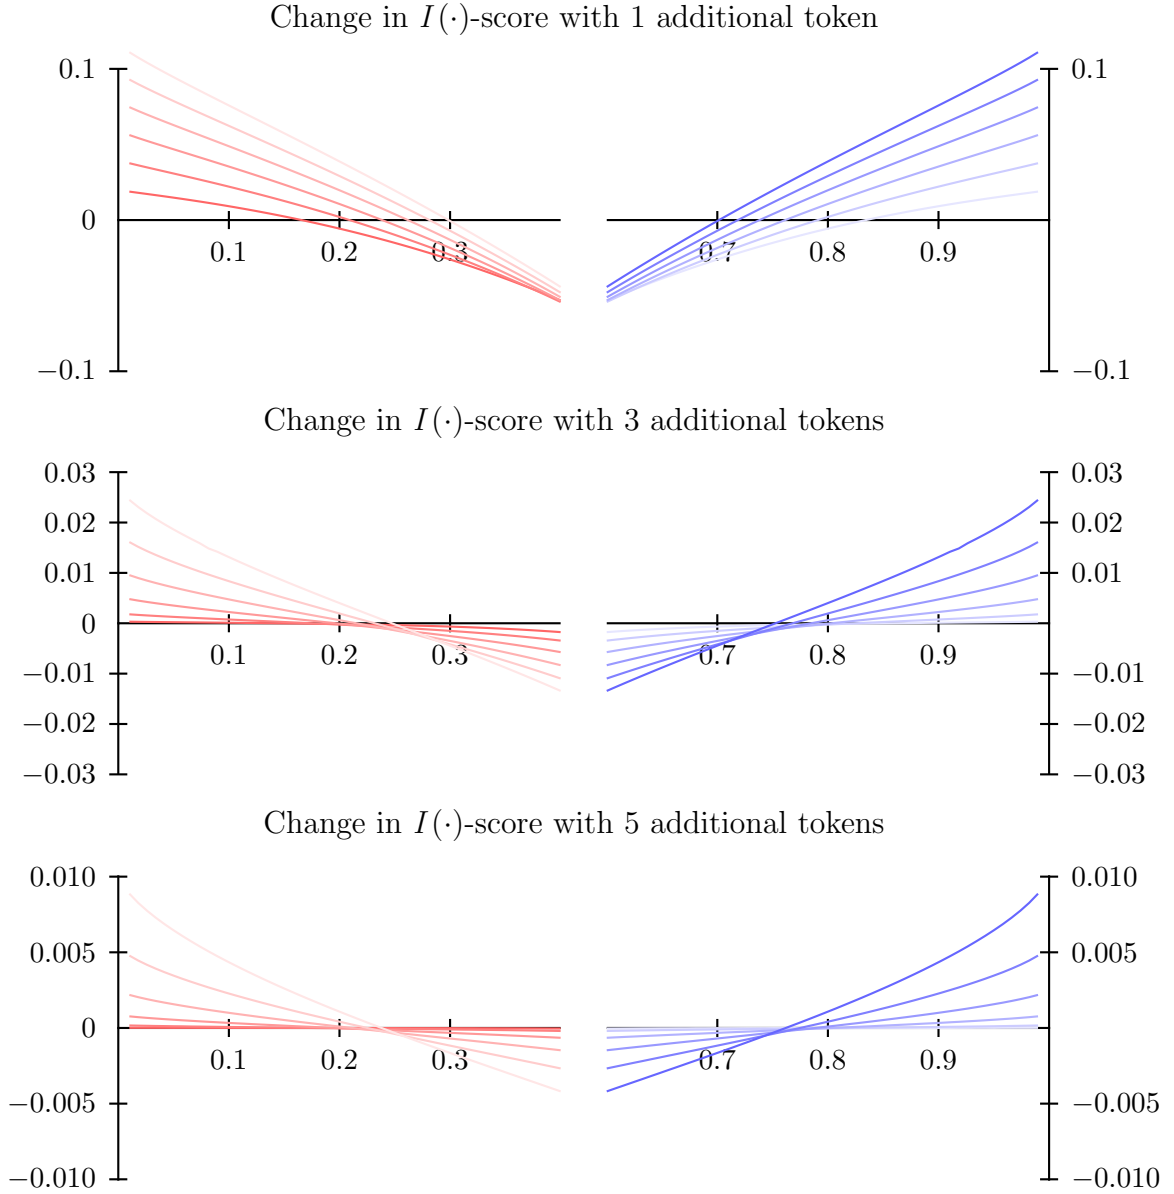 Change in I(·)-score with 1 additional token
0.1 0.1
0 0
0.1 0.2 0.3 0.7 0.8 0.9
−0.1 −0.1
Change in I(·)-score with 3 additional tokens
0.03 0.03
0.02 0.02
0.01 0.01
0
0.1 0.2 0.3 0.7 0.8 0.9
−0.01 −0.01
−0.02 −0.02
−0.03 −0.03
Change in I(·)-score with 5 additional tokens
0.010 0.010
0.005 0.005
0
0.1 0.2 0.3 0.7 0.8 0.9
−0.005 −0.005
−0.010 −0.010